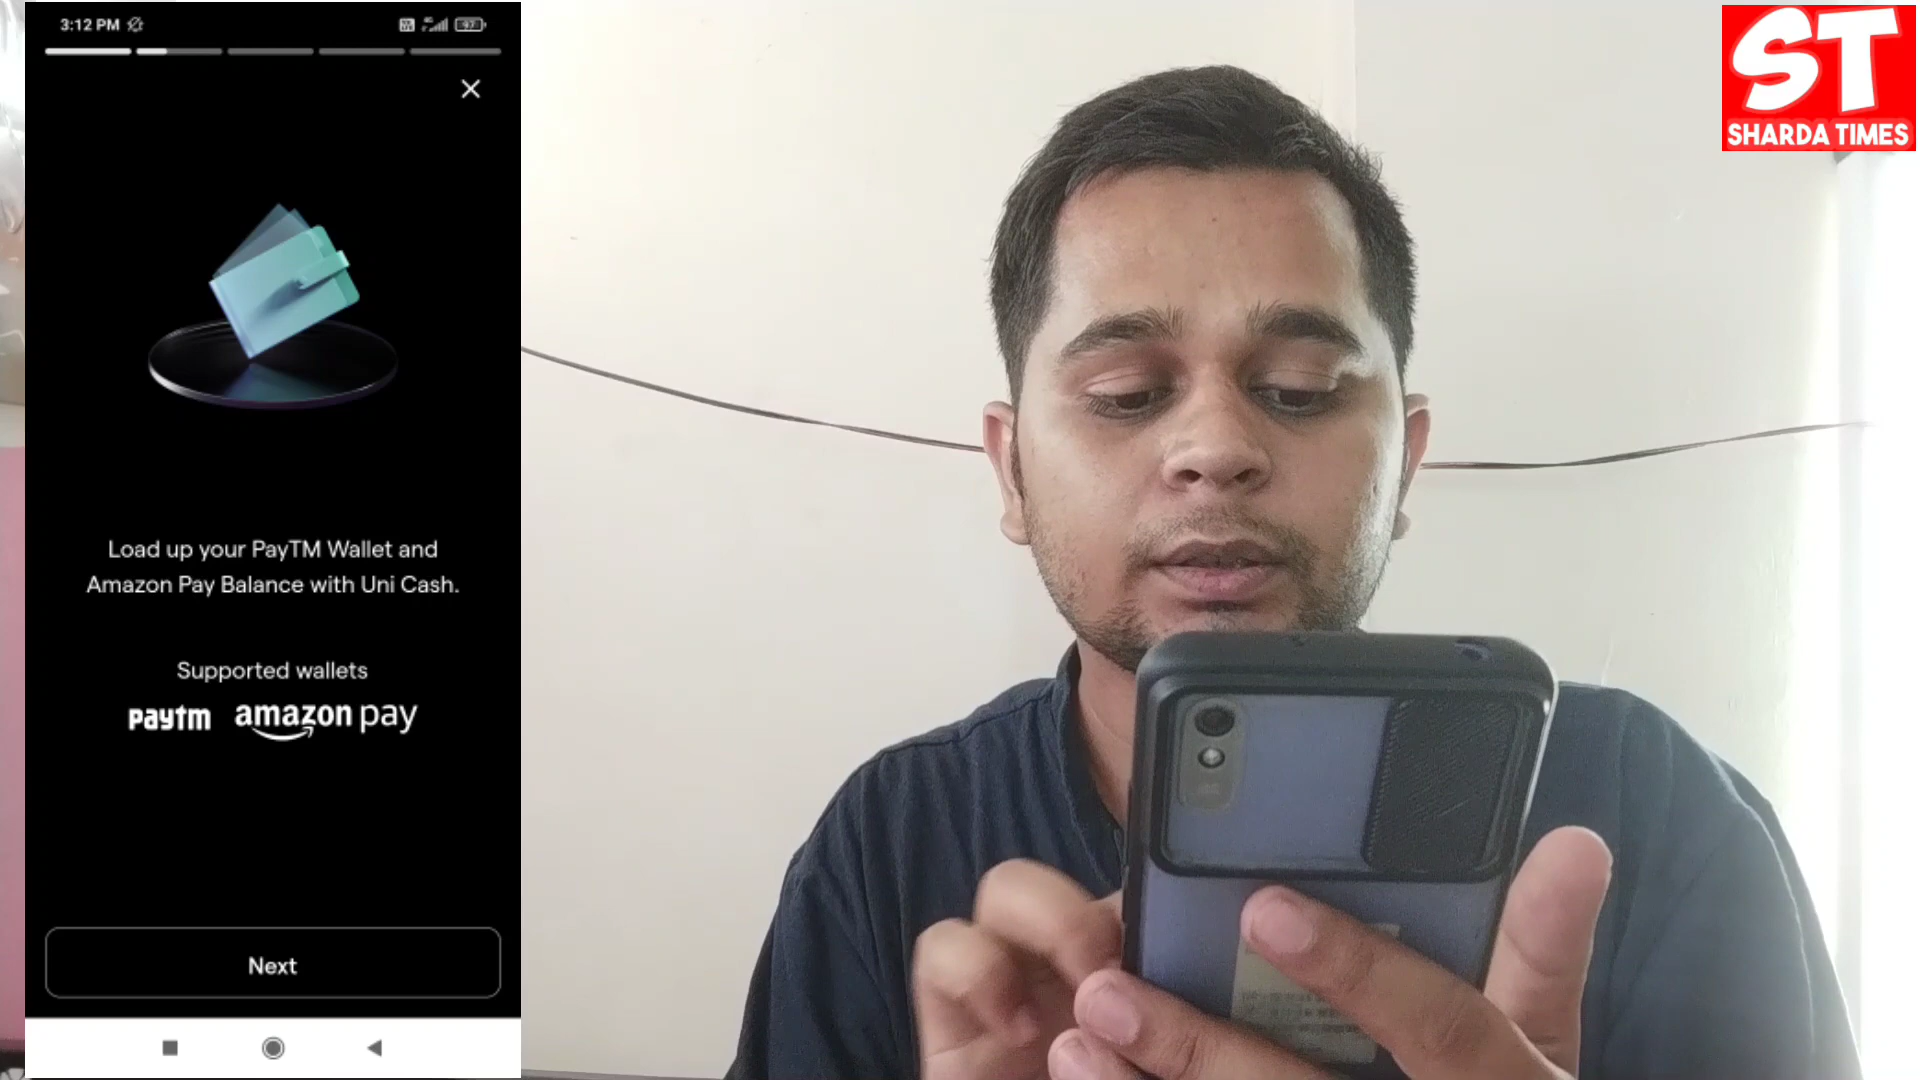 3:12 PM
97
Load up your PayTM Wallet and
Amazon Pay Balance with Uni Cash.
Supported wallets
paytm amazon pay
Next
ST
SHARDA TIMES